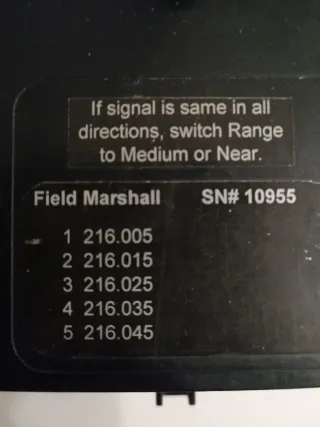 If signal is same in all
directions, switch Range
to Medium or Near.
Field Marshall SN# 10955
1 216.005
2 216.015
3 216.025
4 216.035
5 216.045